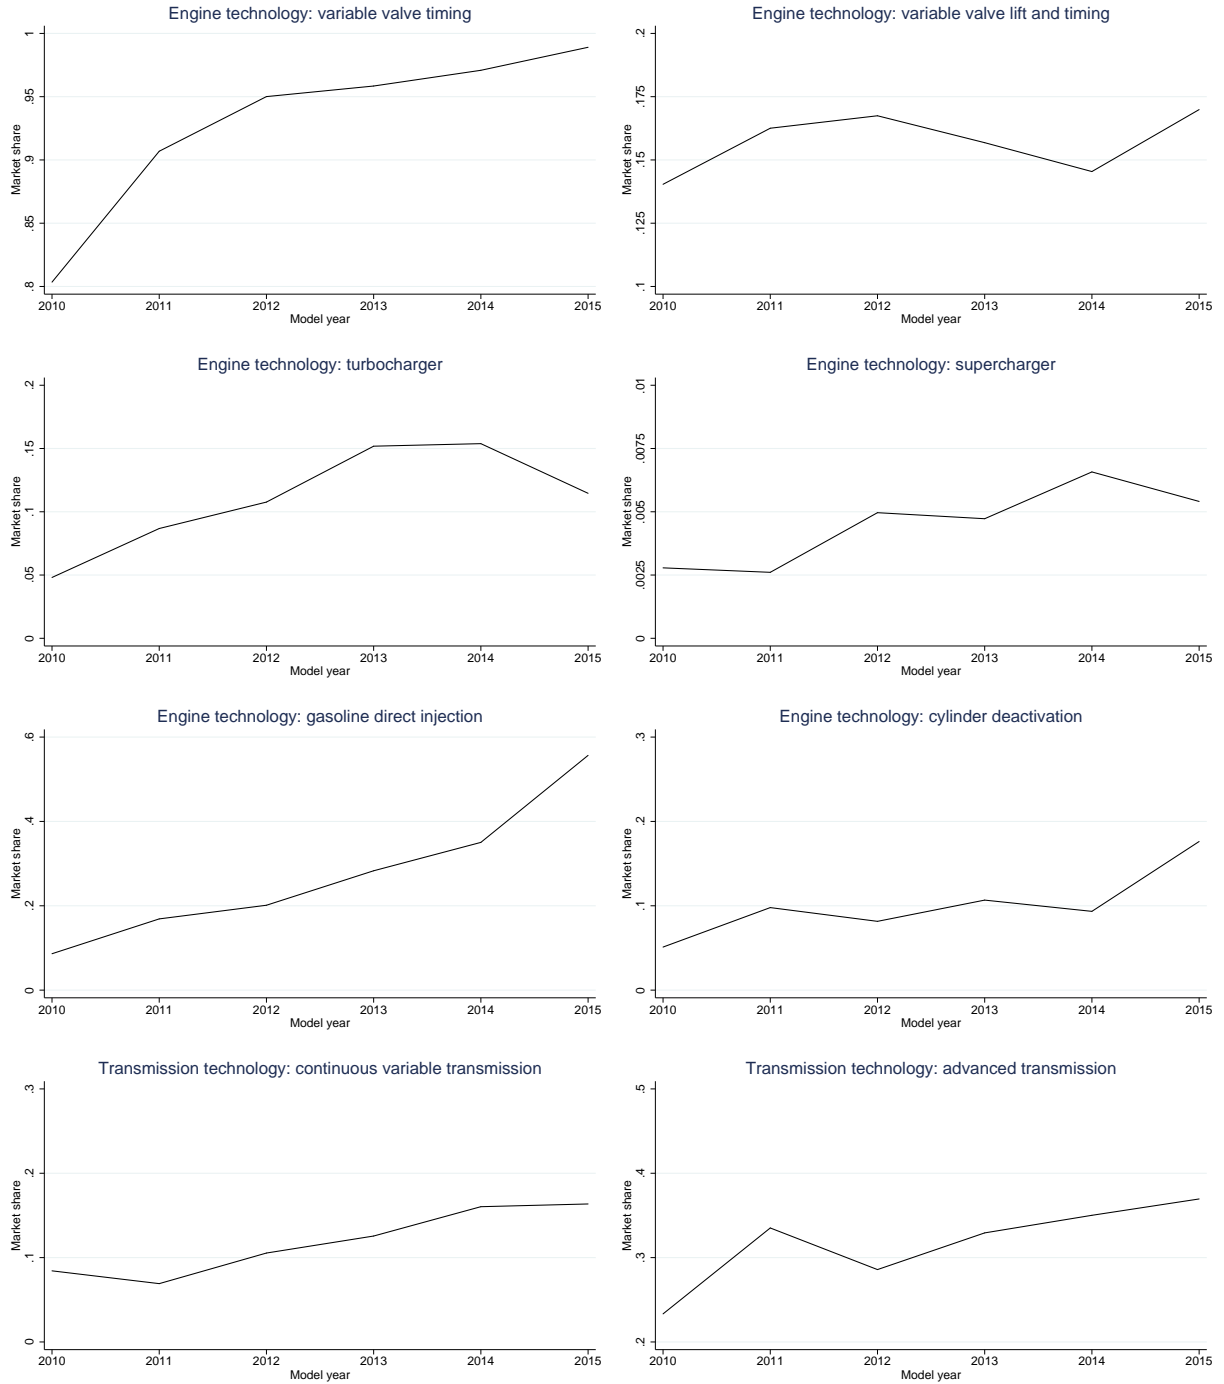 Engine technology: variable valve timing
Market share
1
.95
.9
.85
.8
2010 2011 2012 2013 2014 2015
Model year
Engine technology: variable valve lift and timing
Market share
.2
.175
.15
.125
.1
2010 2011 2012 2013 2014 2015
Model year
Engine technology: turbocharger
Market share
.2
.15
.1
.05
0
2010 2011 2012 2013 2014 2015
Model year
Engine technology: supercharger
Market share
.01
.0075
.005
.0025
0
2010 2011 2012 2013 2014 2015
Model year
Engine technology: gasoline direct injection
Market share
.6
.4
.2
0
2010 2011 2012 2013 2014 2015
Model year
Engine technology: cylinder deactivation
Market share
.3
.2
.1
0
2010 2011 2012 2013 2014 2015
Model year
Transmission technology: continuous variable transmission
Market share
.3
.2
.1
0
2010 2011 2012 2013 2014 2015
Model year
Transmission technology: advanced transmission
Market share
.5
.4
.3
.2
2010 2011 2012 2013 2014 2015
Model year